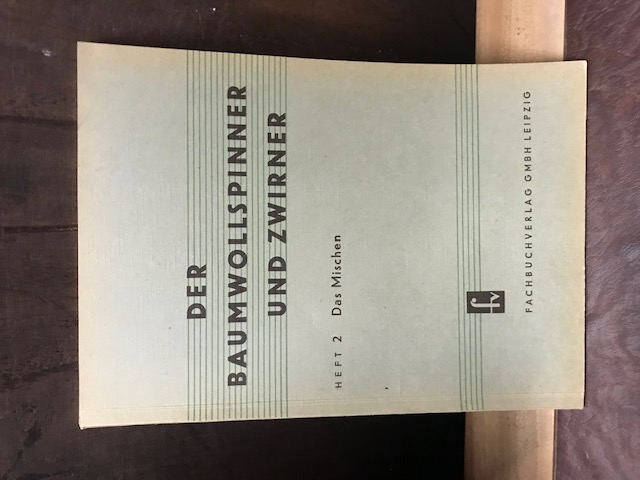 DER
BAUMWOLLSPINNER
UND ZWIRNER
HEFT 2 Das Mischen
fv
FACHBUCHVERLAG GMBH LEIPZIG